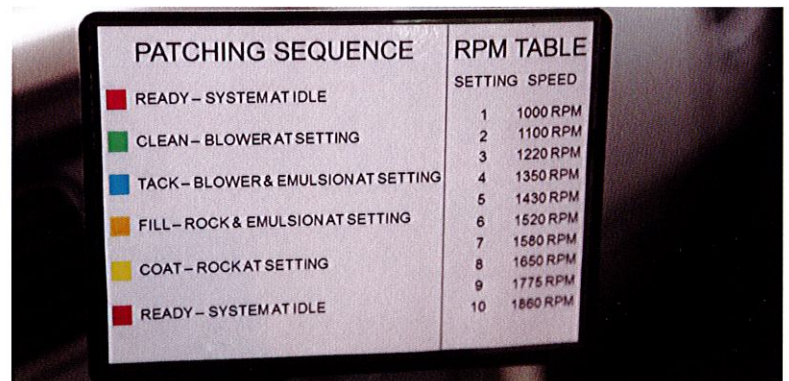 PATCHING SEQUENCE
READY – SYSTEM AT IDLE
CLEAN – BLOWER AT SETTING
TACK – BLOWER & EMULSION AT SETTING
FILL – ROCK & EMULSION AT SETTING
COAT – ROCK AT SETTING
READY – SYSTEM AT IDLE
RPM TABLE
SETTING SPEED
1 1000 RPM
2 1100 RPM
3 1220 RPM
4 1350 RPM
5 1430 RPM
6 1520 RPM
7 1580 RPM
8 1650 RPM
9 1775 RPM
10 1860 RPM